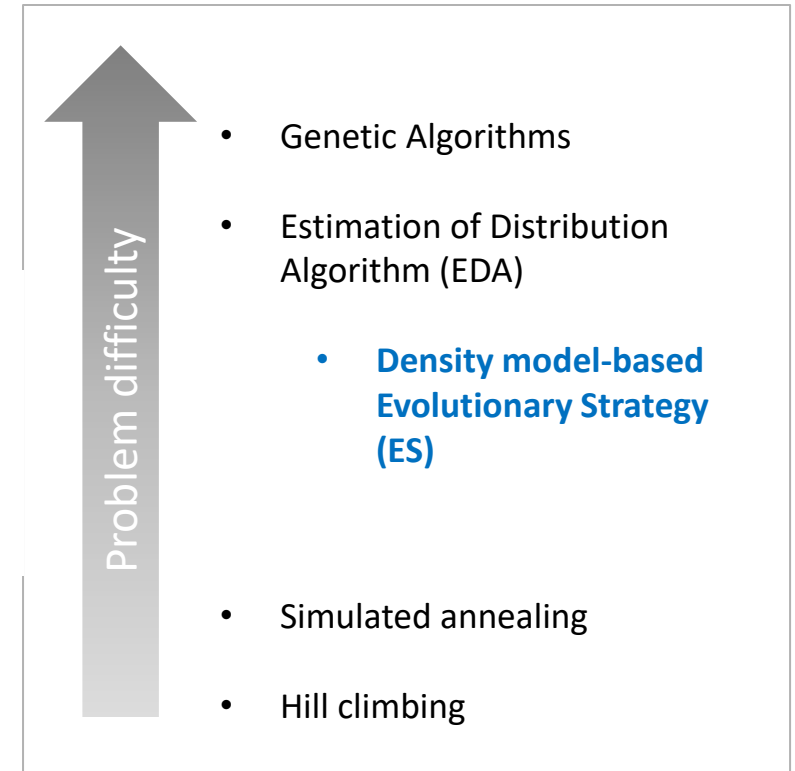 Problem difficulty
• Genetic Algorithms
• Estimation of Distribution
Algorithm (EDA)
• Density model-based
Evolutionary Strategy
(ES)
• Simulated annealing
• Hill climbing